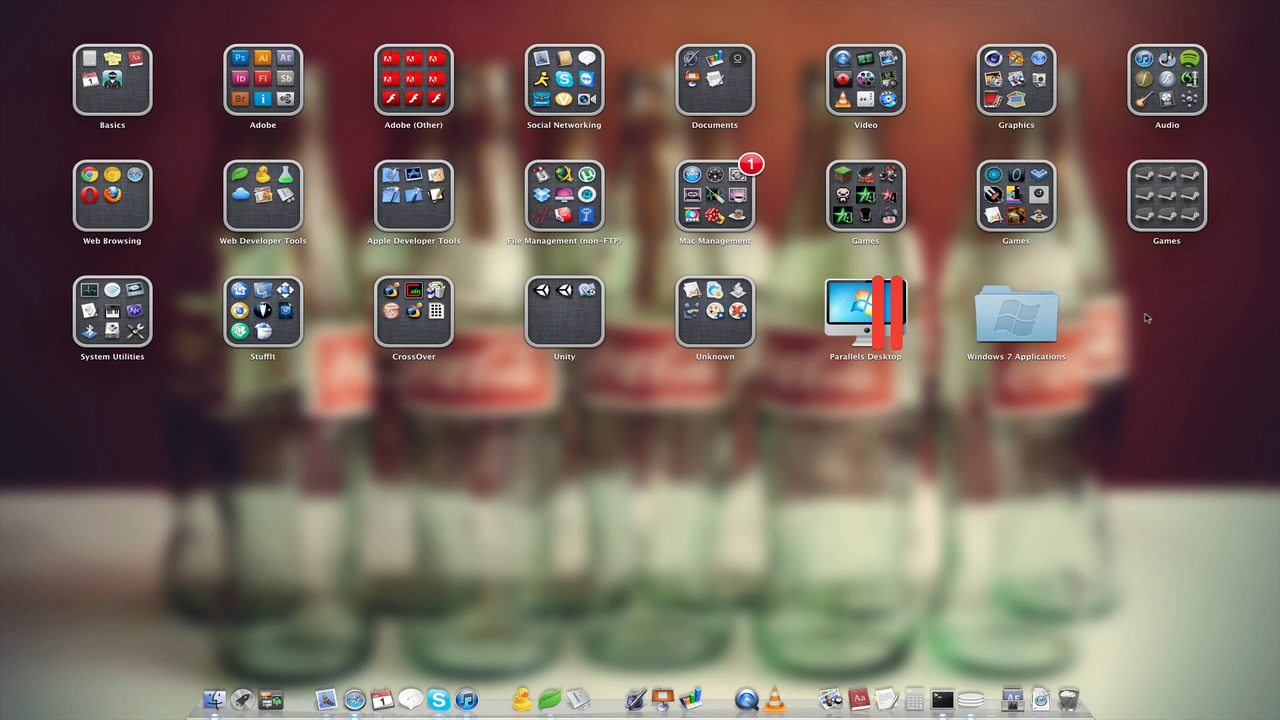 Basics
Adobe
Adobe (Other)
Social Networking
Documents
Video
Graphics
Audio
Web Browsing
Web Developer Tools
Apple Developer Tools
File Management (non-FTP)
1
Mac Management
Games
Games
Games
System Utilities
StuffIt
CrossOver
Unity
Unknown
Parallels Desktop
Windows 7 Applications